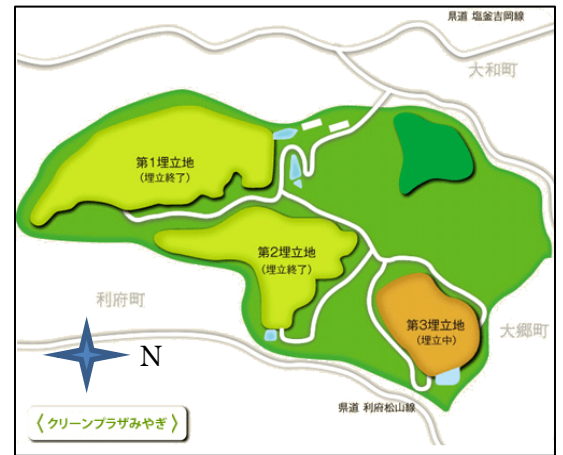 県道 塩釜吉岡線
大和町
第1埋立地
(埋立終了)
第2埋立地
(埋立終了)
利府町
第3埋立地
(埋立中)
大郷町
N
県道 利府松山線
〈クリーンプラザみやぎ〉